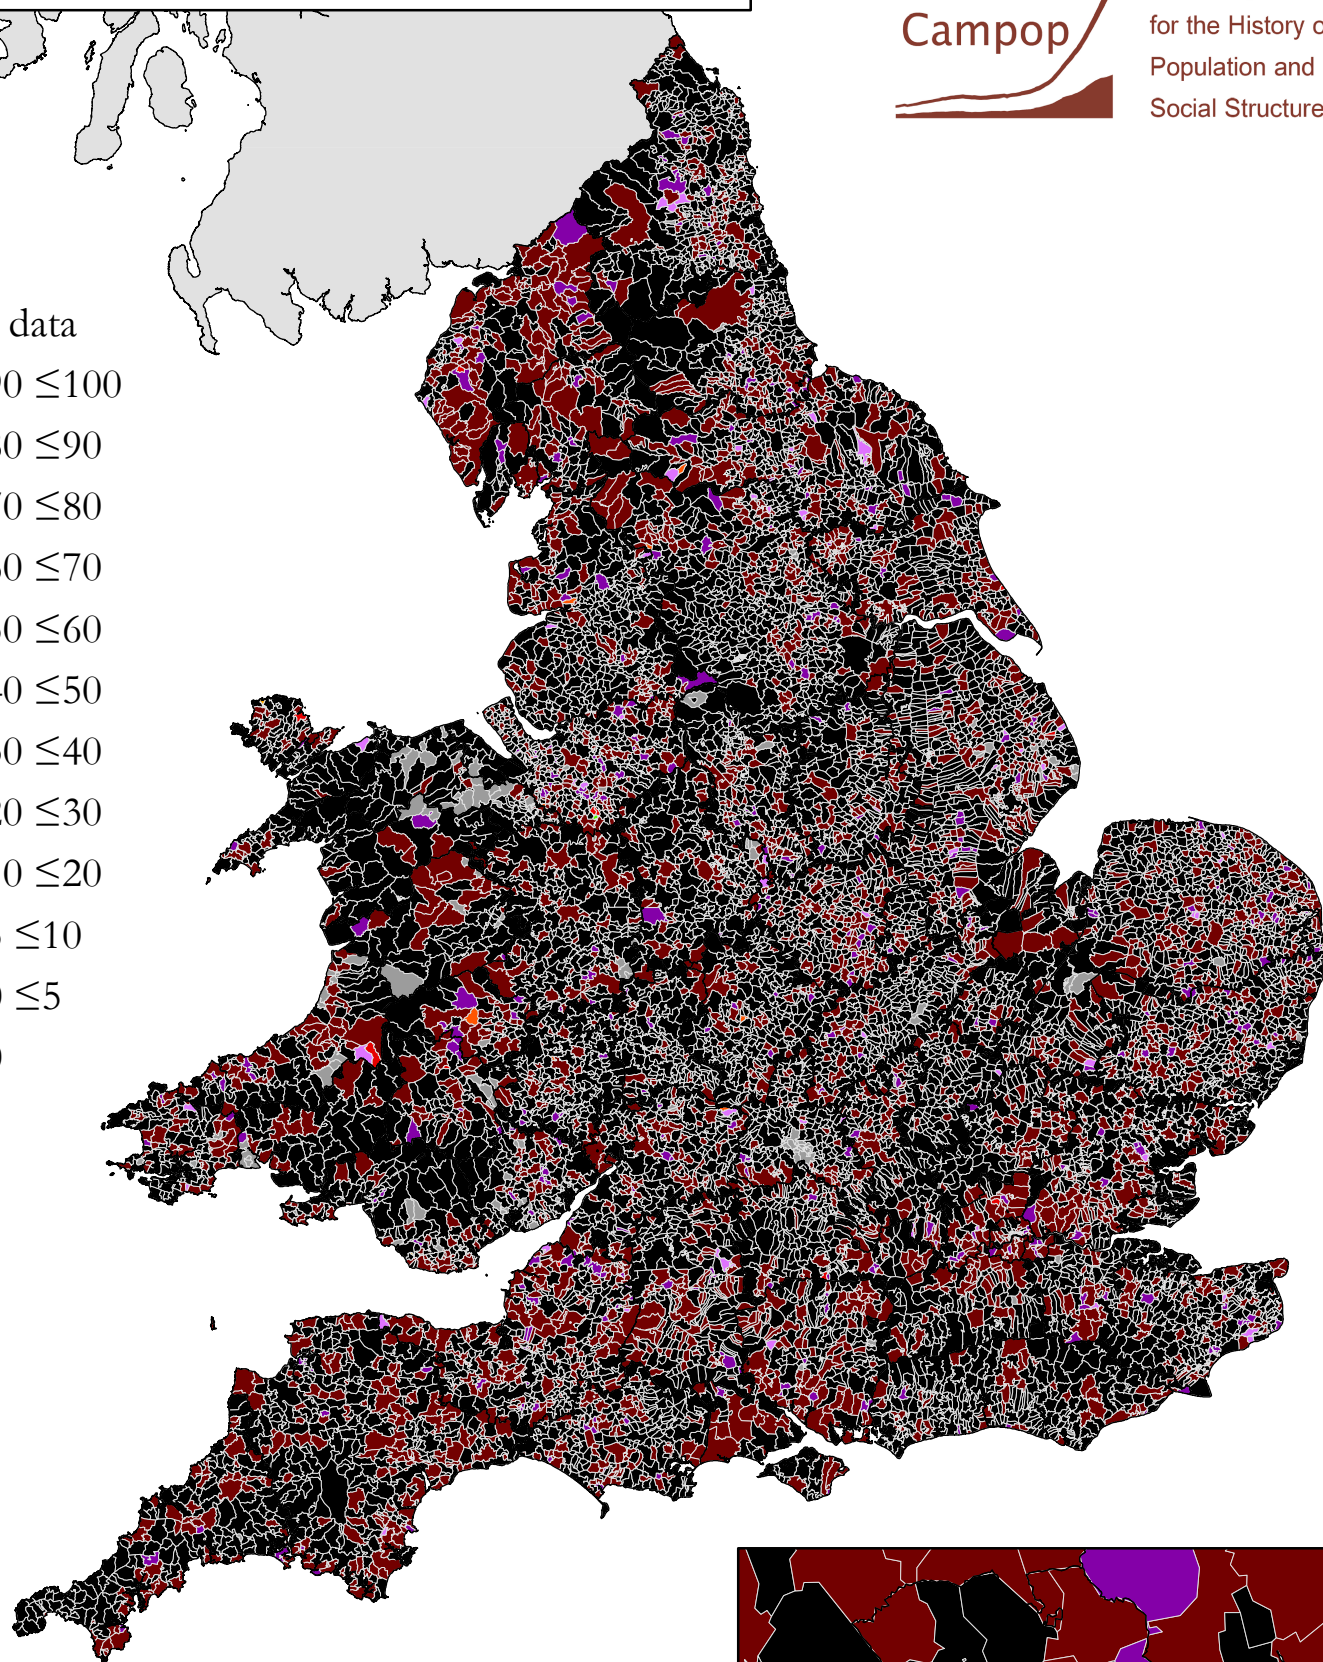 Campop
for the History o
Population and
Social Structure
data
0 ≤100
0 ≤90
0 ≤80
0 ≤70
0 ≤60
0 ≤50
0 ≤40
0 ≤30
0 ≤20
≤10
≤5